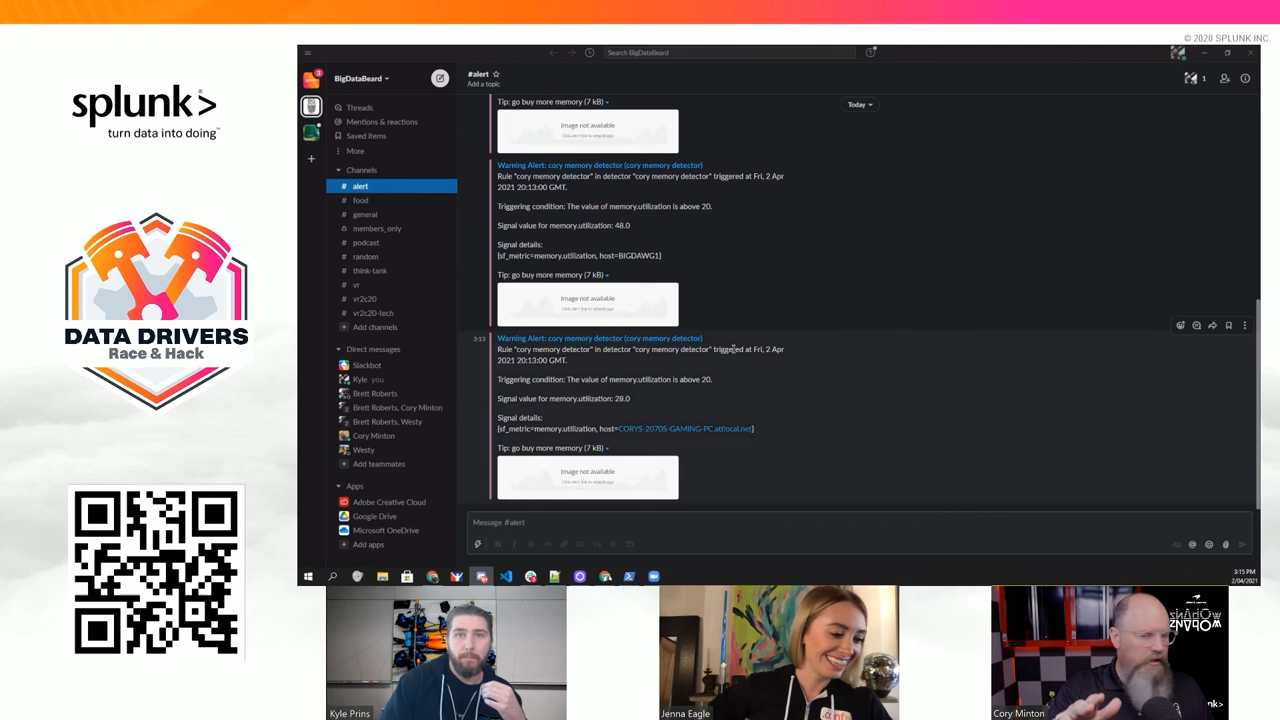 © 2020 SPLUNK INC.
splunk>
turn data into doing™
DATA DRIVERS
Race & Hack
Search BigDataBeard
3
BigDataBeard
Threads
Mentions & reactions
Saved items
More
Channels
# alert
# food
# general
members_only
# podcast
# random
# think-tank
# vr
# vr2c20
# vr2c20-tech
Add channels
Direct messages
Slackbot
Kyle you
Brett Roberts
Brett Roberts, Cory Minton
Brett Roberts, Westy
Cory Minton
Westy
Add teammates
Apps
Adobe Creative Cloud
Google Drive
Microsoft OneDrive
Add apps
#alert
Add a topic
1
Today
Tip: go buy more memory (7 kB)
Image not available
Warning Alert: cory memory detector (cory memory detector)
Rule "cory memory detector" in detector "cory memory detector" triggered at Fri, 2 Apr
2021 20:13:00 GMT.
Triggering condition: The value of memory.utilization is above 20.
Signal value for memory.utilization: 48.0
Signal details:
{sf_metric=memory.utilization, host=BIGDAWG1}
Tip: go buy more memory (7 kB)
Image not available
3:13
Warning Alert: cory memory detector (cory memory detector)
Rule "cory memory detector" in detector "cory memory detector" triggered at Fri, 2 Apr
2021 20:13:00 GMT.
Triggering condition: The value of memory.utilization is above 20.
Signal value for memory.utilization: 28.0
Signal details:
{sf_metric=memory.utilization, host=CORYS-2070S-GAMING-PC.attlocal.net}
Tip: go buy more memory (7 kB)
Image not available
Message #alert
3:15 PM
2/04/2021
Kyle Prins
Jenna Eagle
Cory Minton